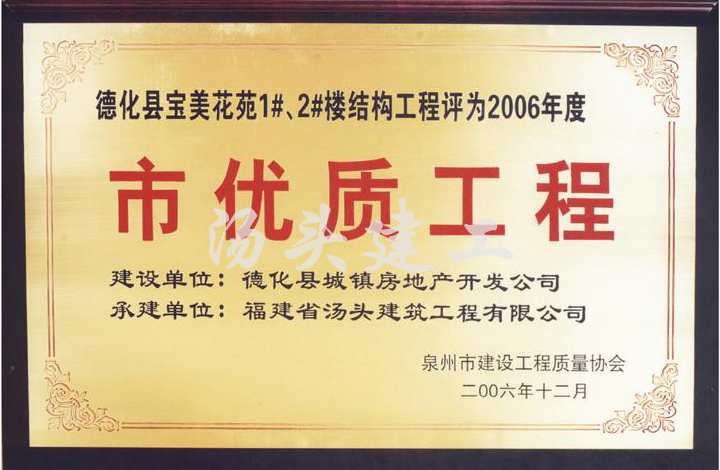 德化县宝美花苑1#、2#楼结构工程评为2006年度
市优质工程
汤头建工
建设单位：德化县城镇房地产开发公司
承建单位：福建省汤头建筑工程有限公司
泉州市建设工程质量协会
二00六年十二月